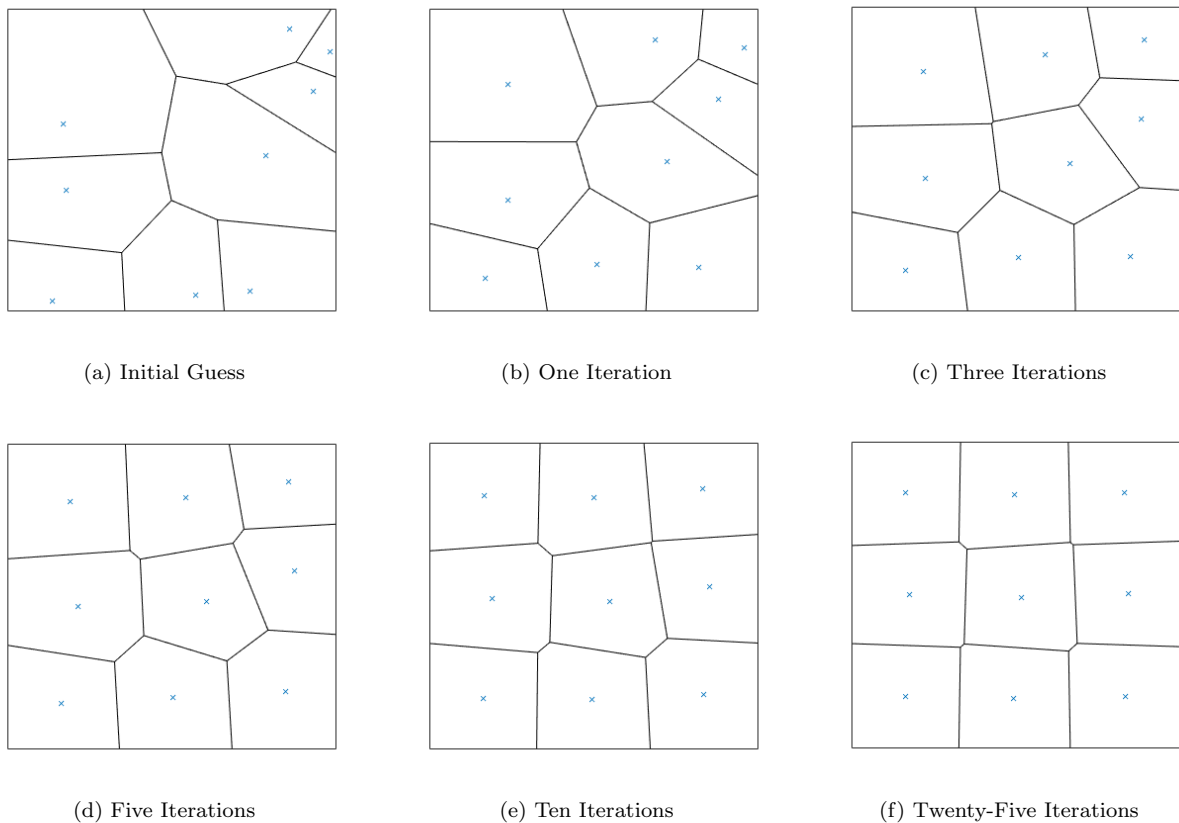 (a) Initial Guess
(b) One Iteration
(c) Three Iterations
(d) Five Iterations
(e) Ten Iterations
(f) Twenty-Five Iterations